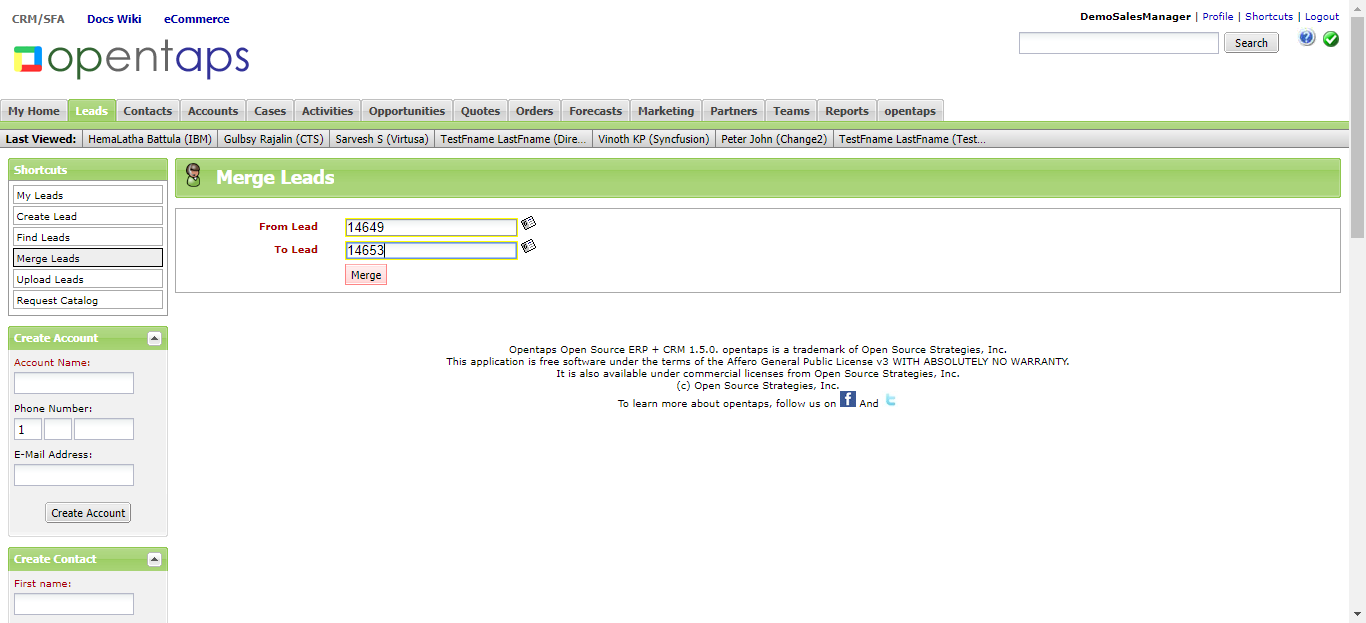 CRM/SFA Docs Wiki eCommerce
DemoSalesManager | Profile | Shortcuts | Logout
opentaps
Search
My Home Leads Contacts Accounts Cases Activities Opportunities Quotes Orders Forecasts Marketing Partners Teams Reports opentaps
Last Viewed: HemaLatha Battula (IBM) Gulbsy Rajalin (CTS) Sarvesh S (Virtusa) TestFname LastFname (Dire... Vinoth KP (Syncfusion) Peter John (Change2) TestFname LastFname (Test...
Shortcuts
My Leads
Create Lead
Find Leads
Merge Leads
Upload Leads
Request Catalog
Create Account
Account Name:
Phone Number:
1
E-Mail Address:
Create Account
Create Contact
First name:
Merge Leads
From Lead 14649
To Lead 14653
Merge
Opentaps Open Source ERP + CRM 1.5.0. opentaps is a trademark of Open Source Strategies, Inc.
This application is free software under the terms of the Affero General Public License v3 WITH ABSOLUTELY NO WARRANTY.
It is also available under commercial licenses from Open Source Strategies, Inc.
(c) Open Source Strategies, Inc.
To learn more about opentaps, follow us on f And t